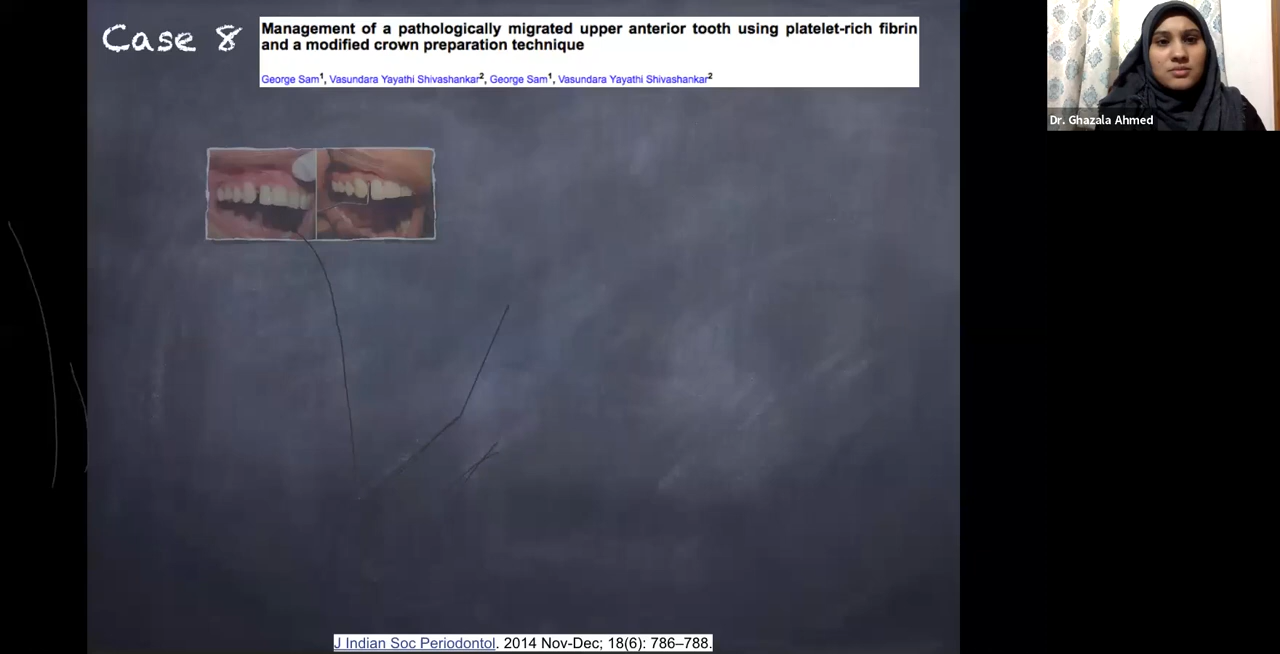 Case 8
Management of a pathologically migrated upper anterior tooth using platelet-rich fibrin
and a modified crown preparation technique
George Sam1, Vasundara Yayathi Shivashankar2, George Sam1, Vasundara Yayathi Shivashankar2
Dr. Ghazala Ahmed
J Indian Soc Periodontol. 2014 Nov-Dec; 18(6): 786–788.